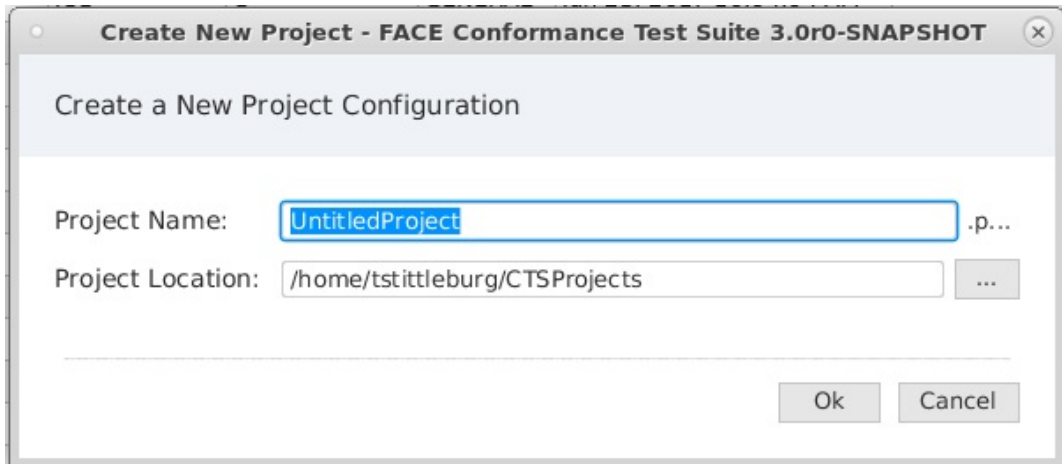 Create New Project - FACE Conformance Test Suite 3.0r0-SNAPSHOT
Create a New Project Configuration
Project Name: UntitledProject .p...
Project Location: /home/tstittleburg/CTSProjects ...
Ok Cancel